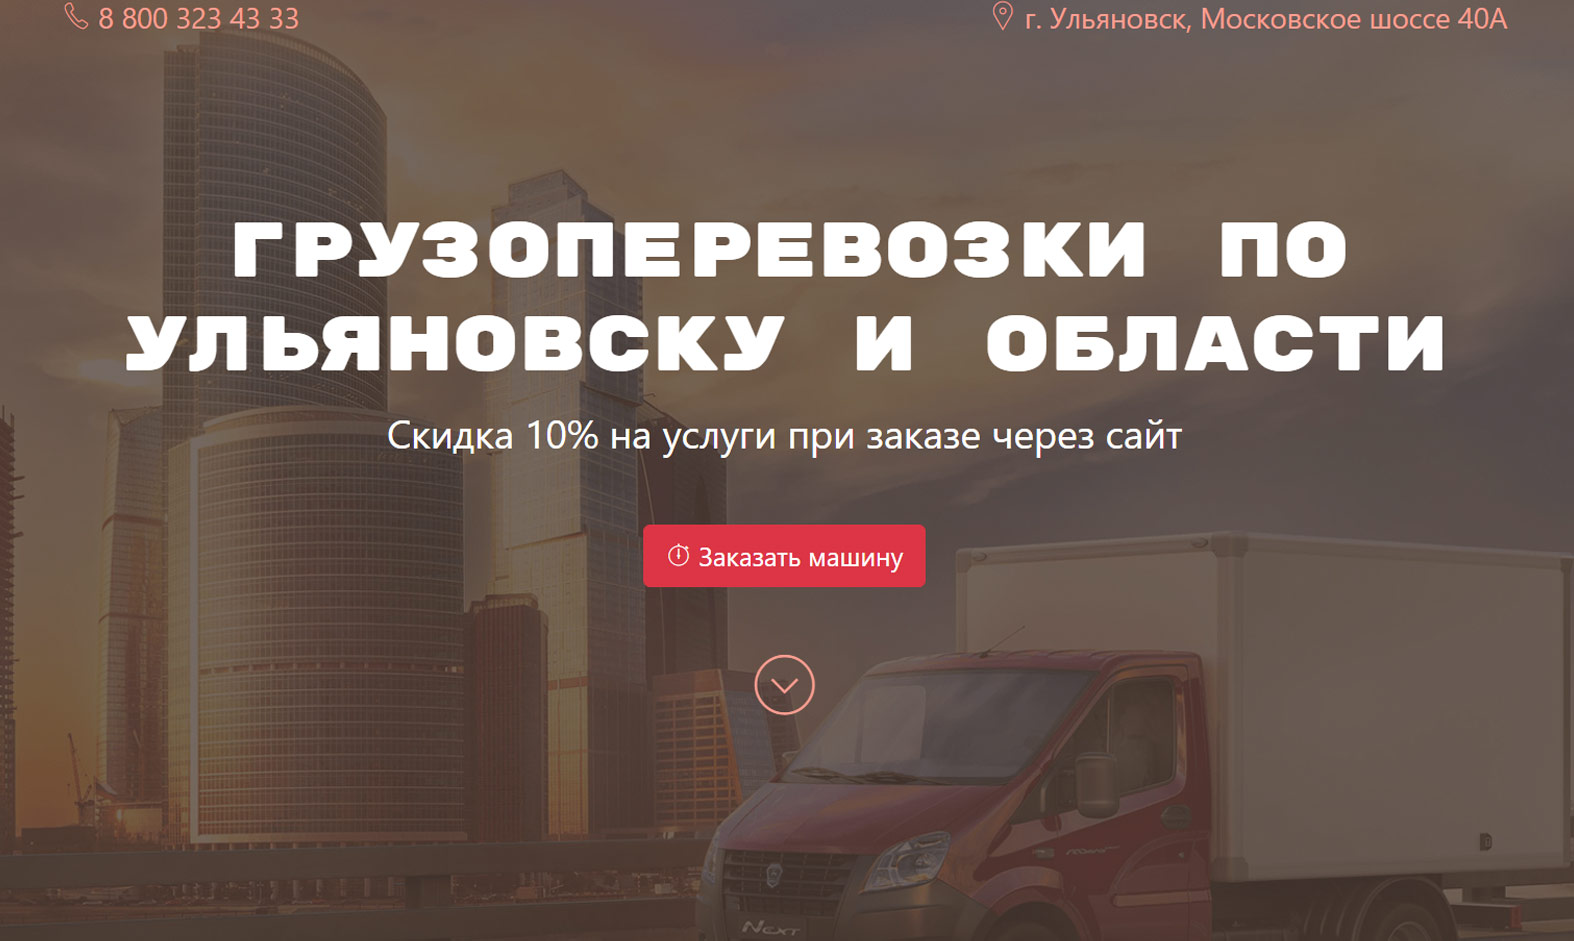 8 800 323 43 33
г. Ульяновск, Московское шоссе 40А
ГРУЗОПЕРЕВОЗКИ ПО
УЛЬЯНОВСКУ И ОБЛАСТИ
Скидка 10% на услуги при заказе через сайт
Заказать машину
NEXT